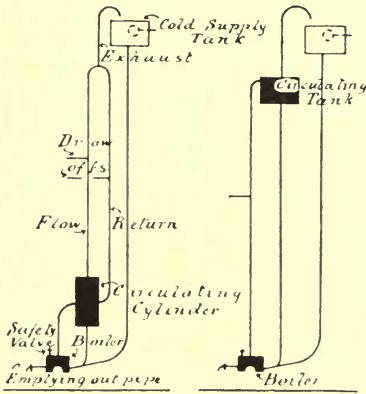 Cold Supply
Tank
Exhaust
Circulating
Tank
Draw
offs
Flow
Return
Circulating
Cylinder
Safety
Valve
Boiler
Emptying out pipe
Boiler